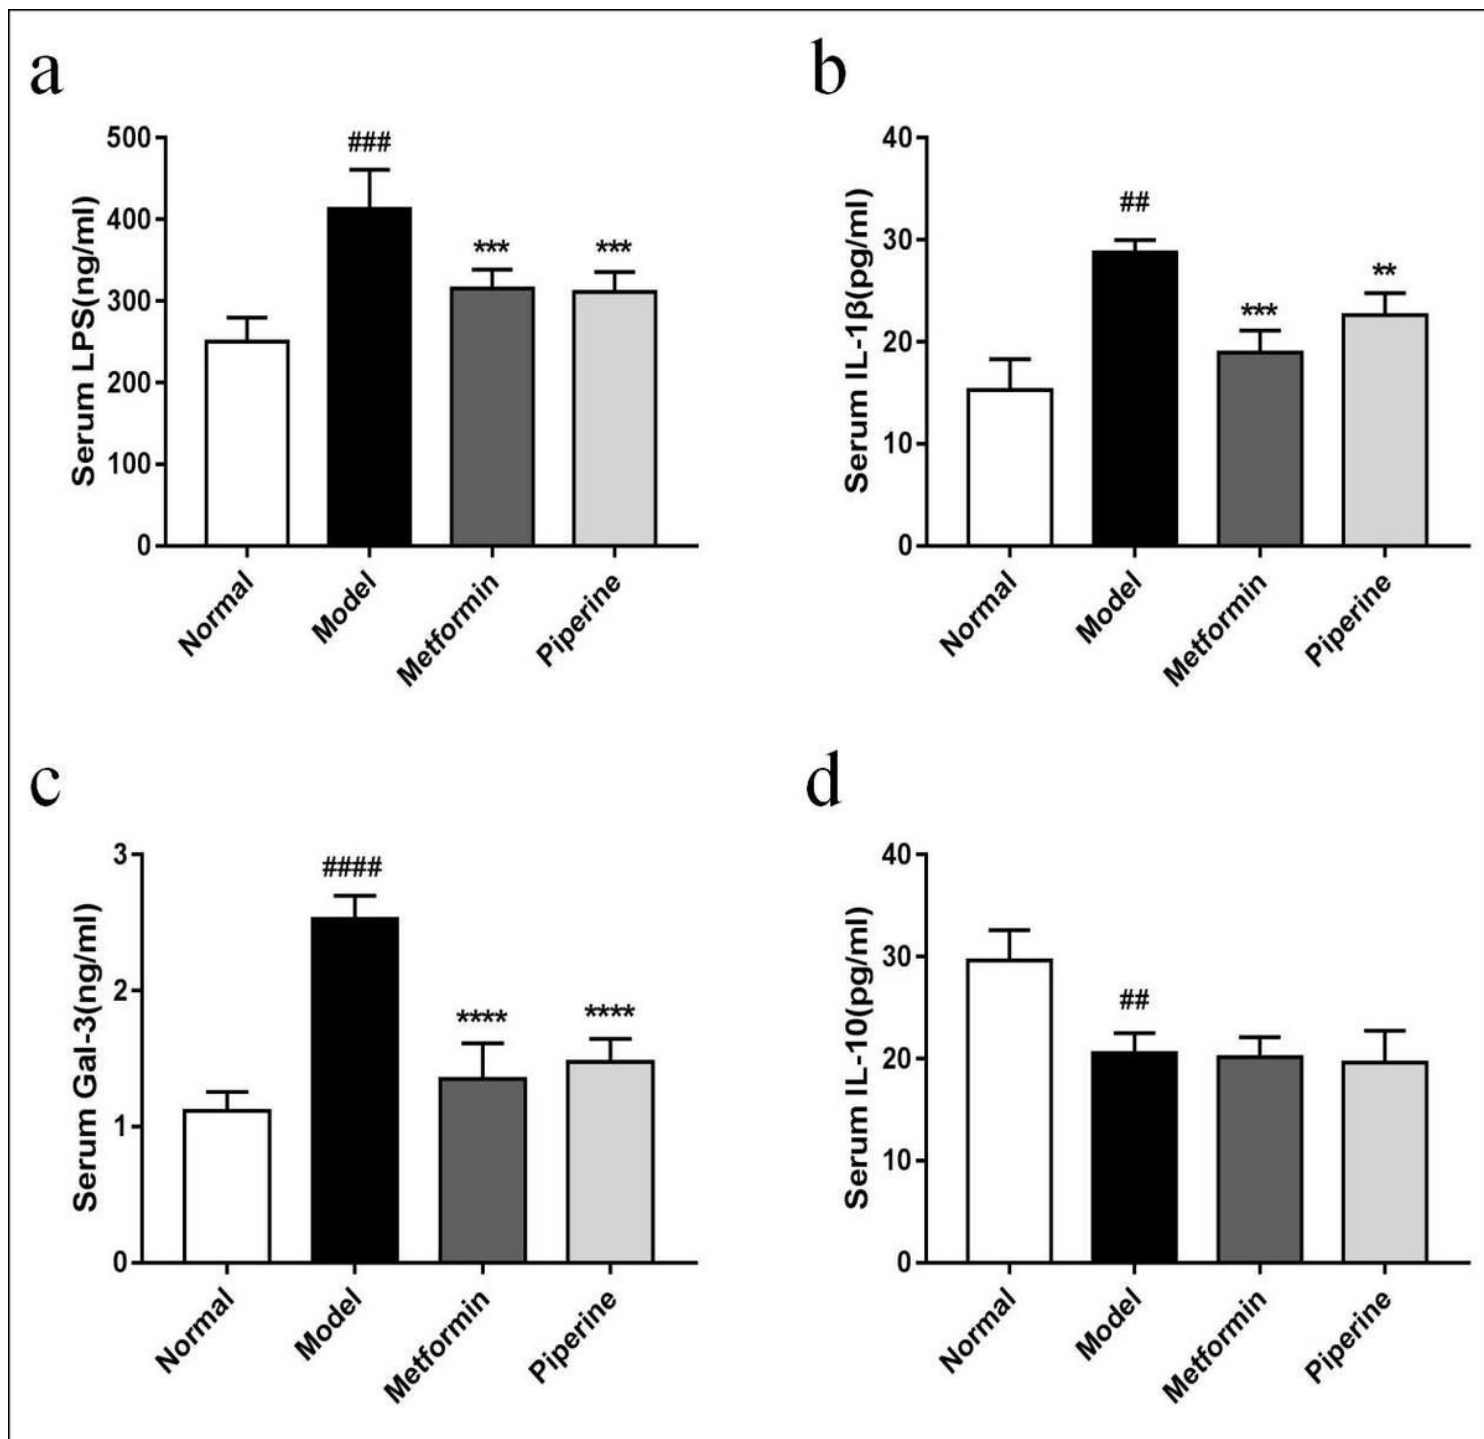 a
Serum LPS(ng/ml)
500
400
300
200
100
0
###
***
***
Normal
Model
Metformin
Piperine
b
Serum IL-1β(pg/ml)
40
30
20
10
0
##
***
**
Normal
Model
Metformin
Piperine
c
Serum Gal-3(ng/ml)
3
2
1
0
####
****
****
Normal
Model
Metformin
Piperine
d
Serum IL-10(pg/ml)
40
30
20
10
0
##
Normal
Model
Metformin
Piperine